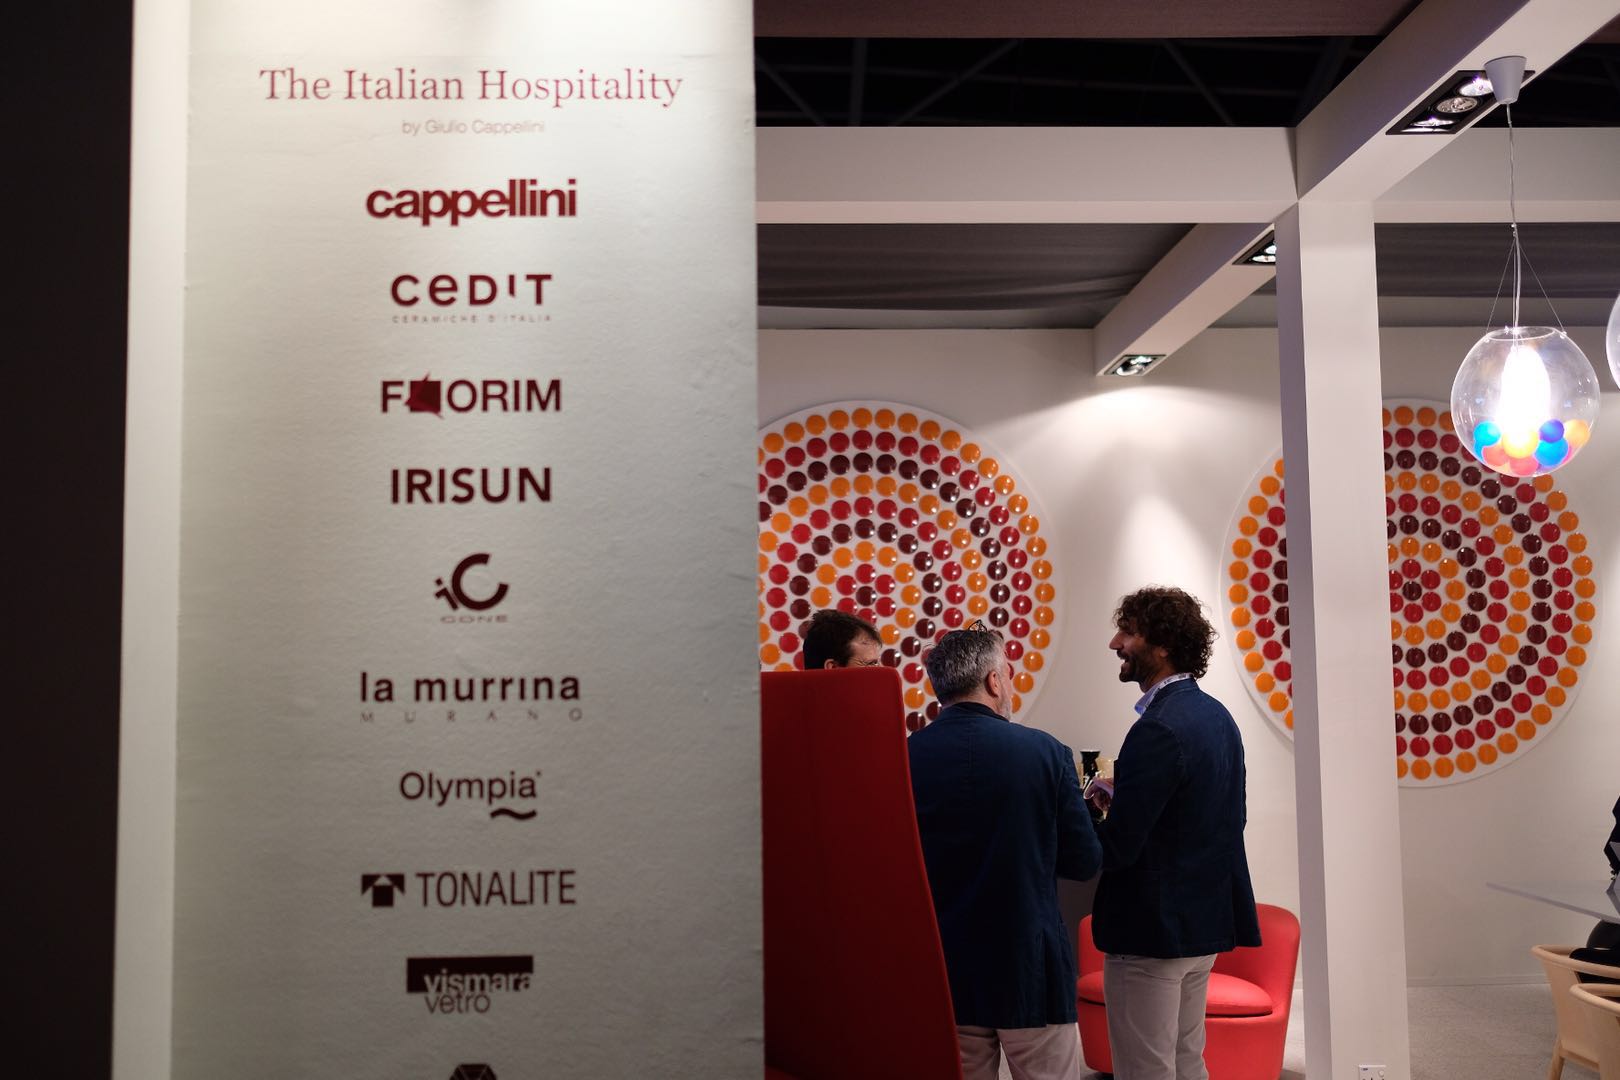 The Italian Hospitality
by Giulio Cappellini
cappellini
CEDIT
CERAMICHE D'ITALIA
FLORIM
IRISUN
iC
CONE
la murrina
MURANO
Olympia
TONALITE
vismara
vetro